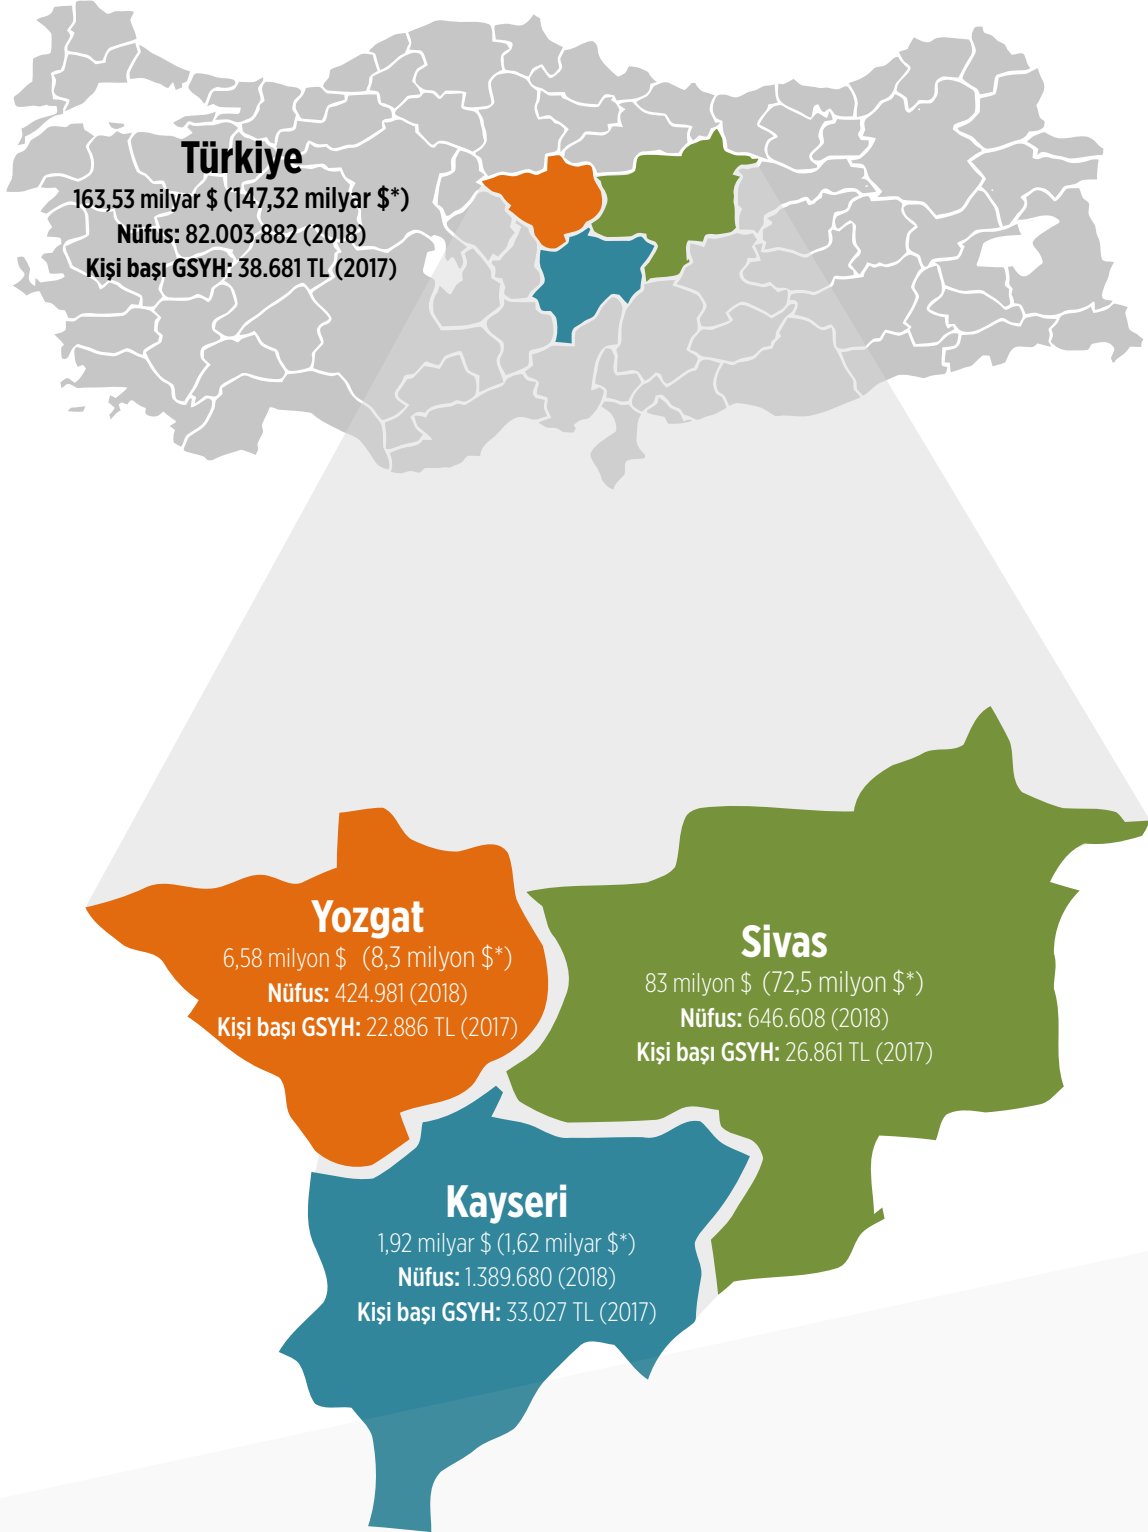 Türkiye
163,53 milyar $ (147,32 milyar $*)
Nüfus: 82.003.882 (2018)
Kişi başı GSYH: 38.681 TL (2017)
Yozgat
6,58 milyon $ (8,3 milyon $*)
Nüfus: 424.981 (2018)
Kişi başı GSYH: 22.886 TL (2017)
Sivas
83 milyon $ (72,5 milyon $*)
Nüfus: 646.608 (2018)
Kişi başı GSYH: 26.861 TL (2017)
Kayseri
1,92 milyar $ (1,62 milyar $*)
Nüfus: 1.389.680 (2018)
Kişi başı GSYH: 33.027 TL (2017)